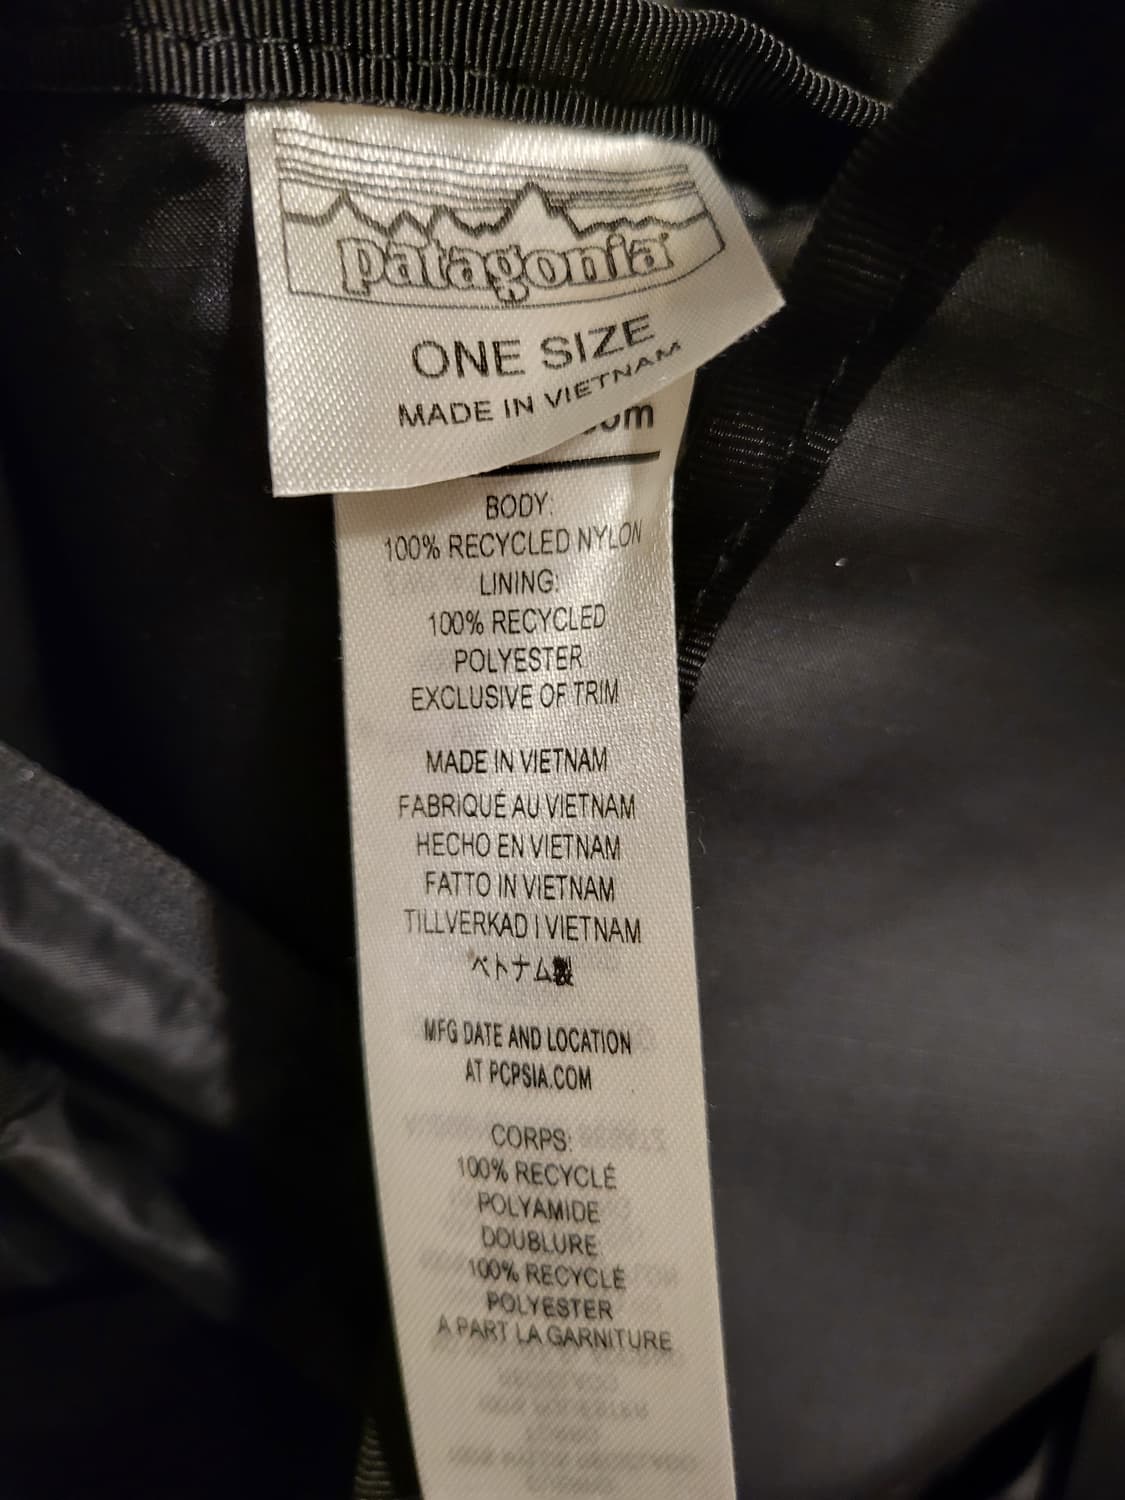 patagonia
ONE SIZE
MADE IN VIETNAM
BODY:
100% RECYCLED NYLON
LINING:
100% RECYCLED
POLYESTER
EXCLUSIVE OF TRIM
MADE IN VIETNAM
FABRIQUÉ AU VIETNAM
HECHO EN VIETNAM
FATTO IN VIETNAM
TILLVERKAD I VIETNAM
ベトナム製
MFG DATE AND LOCATION
AT PCPSIA.COM
CORPS:
100% RECYCLÉ
POLYAMIDE
DOUBLURE
100% RECYCLÉ
POLYESTER
A PART LA GARNITURE